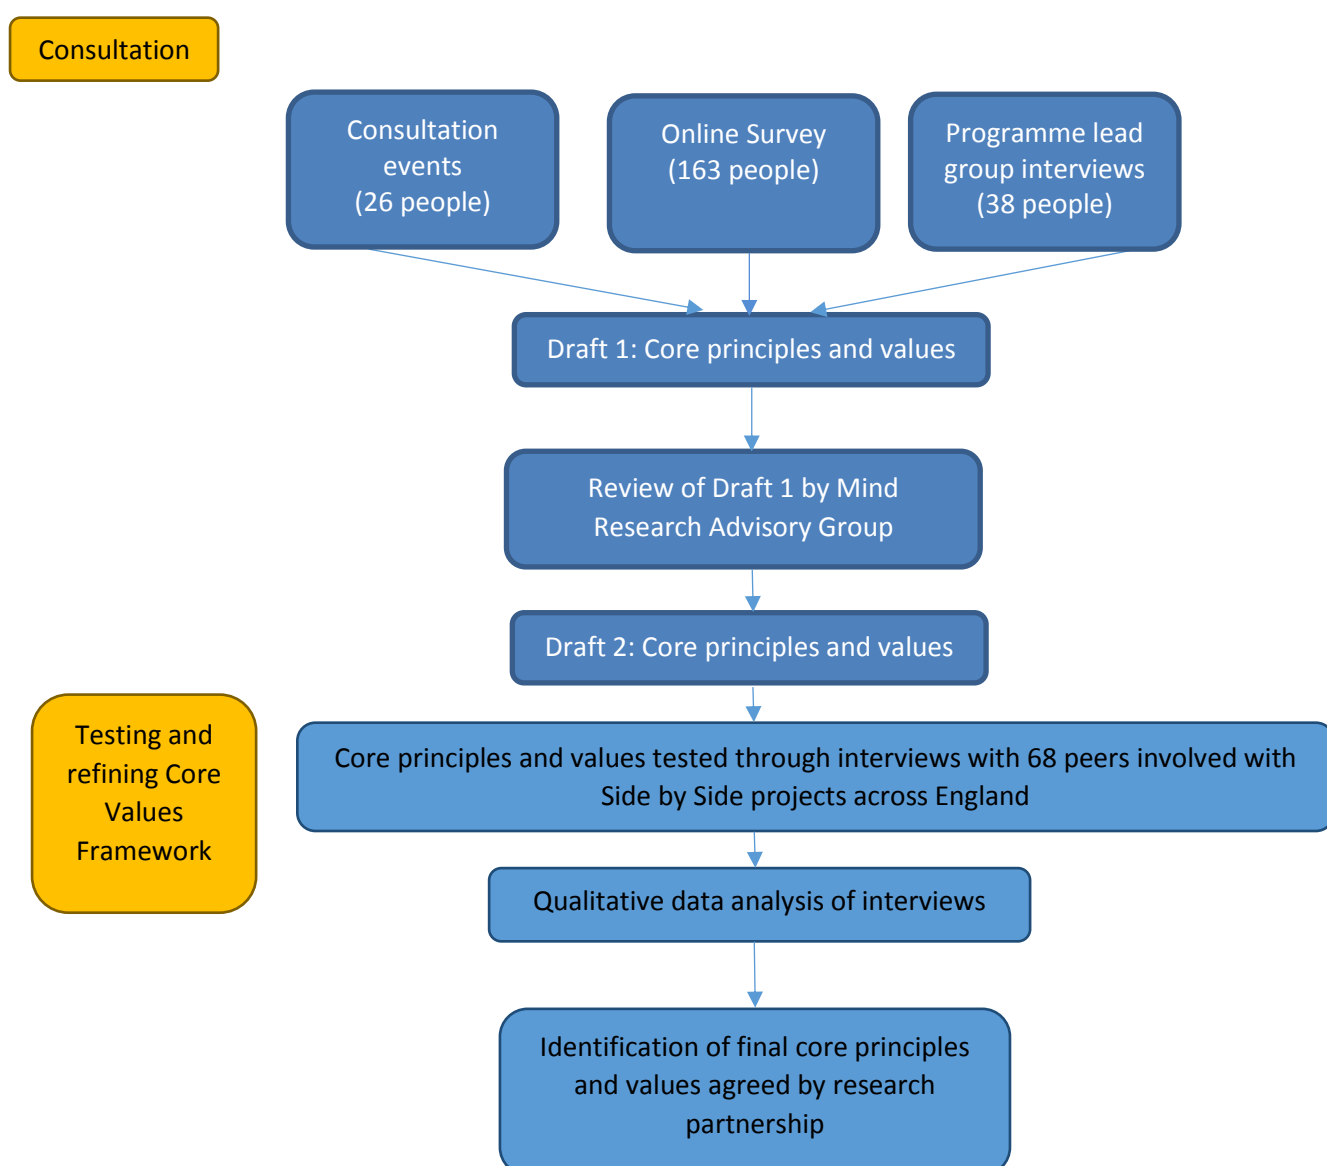 Consultation
Consultation
events
(26 people)
Online Survey
(163 people)
Programme lead
group interviews
(38 people)
Draft 1: Core principles and values
Review of Draft 1 by Mind
Research Advisory Group
Draft 2: Core principles and values
Testing and
refining Core
Values
Framework
Core principles and values tested through interviews with 68 peers involved with
Side by Side projects across England
Qualitative data analysis of interviews
Identification of final core principles
and values agreed by research
partnership